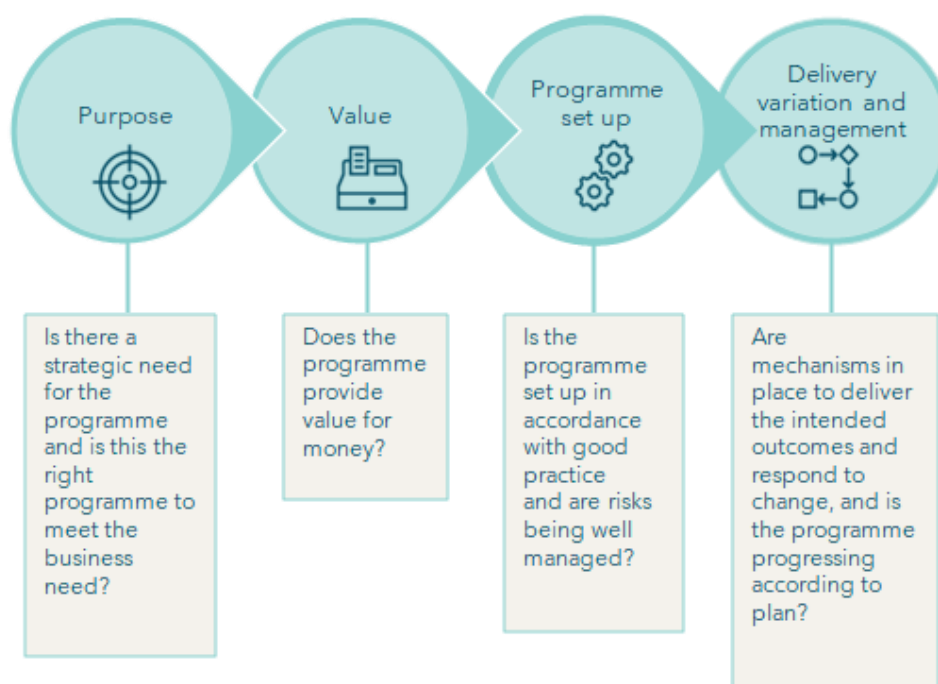 Purpose
Value
Programme
set up
Delivery
variation and
management
Is there a
strategic need
for the
programme
and is this the
right
programme to
meet the
business
need?
Does the
programme
provide
value for
money?
Is the
programme
set up in
accordance
with good
practice
and are risks
being well
managed?
Are
mechanisms in
place to deliver
the intended
outcomes and
respond to
change, and is
the programme
progressing
according to
plan?